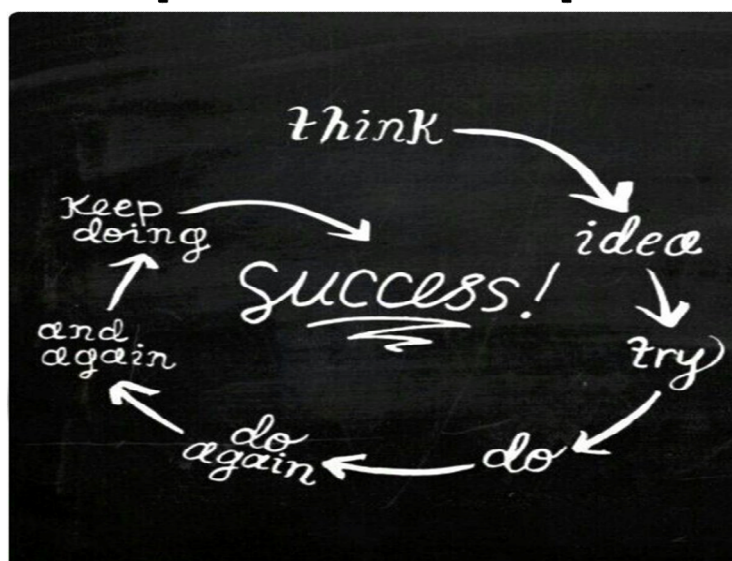 think
idea
try
do
do
again
and
again
keep
doing
success!